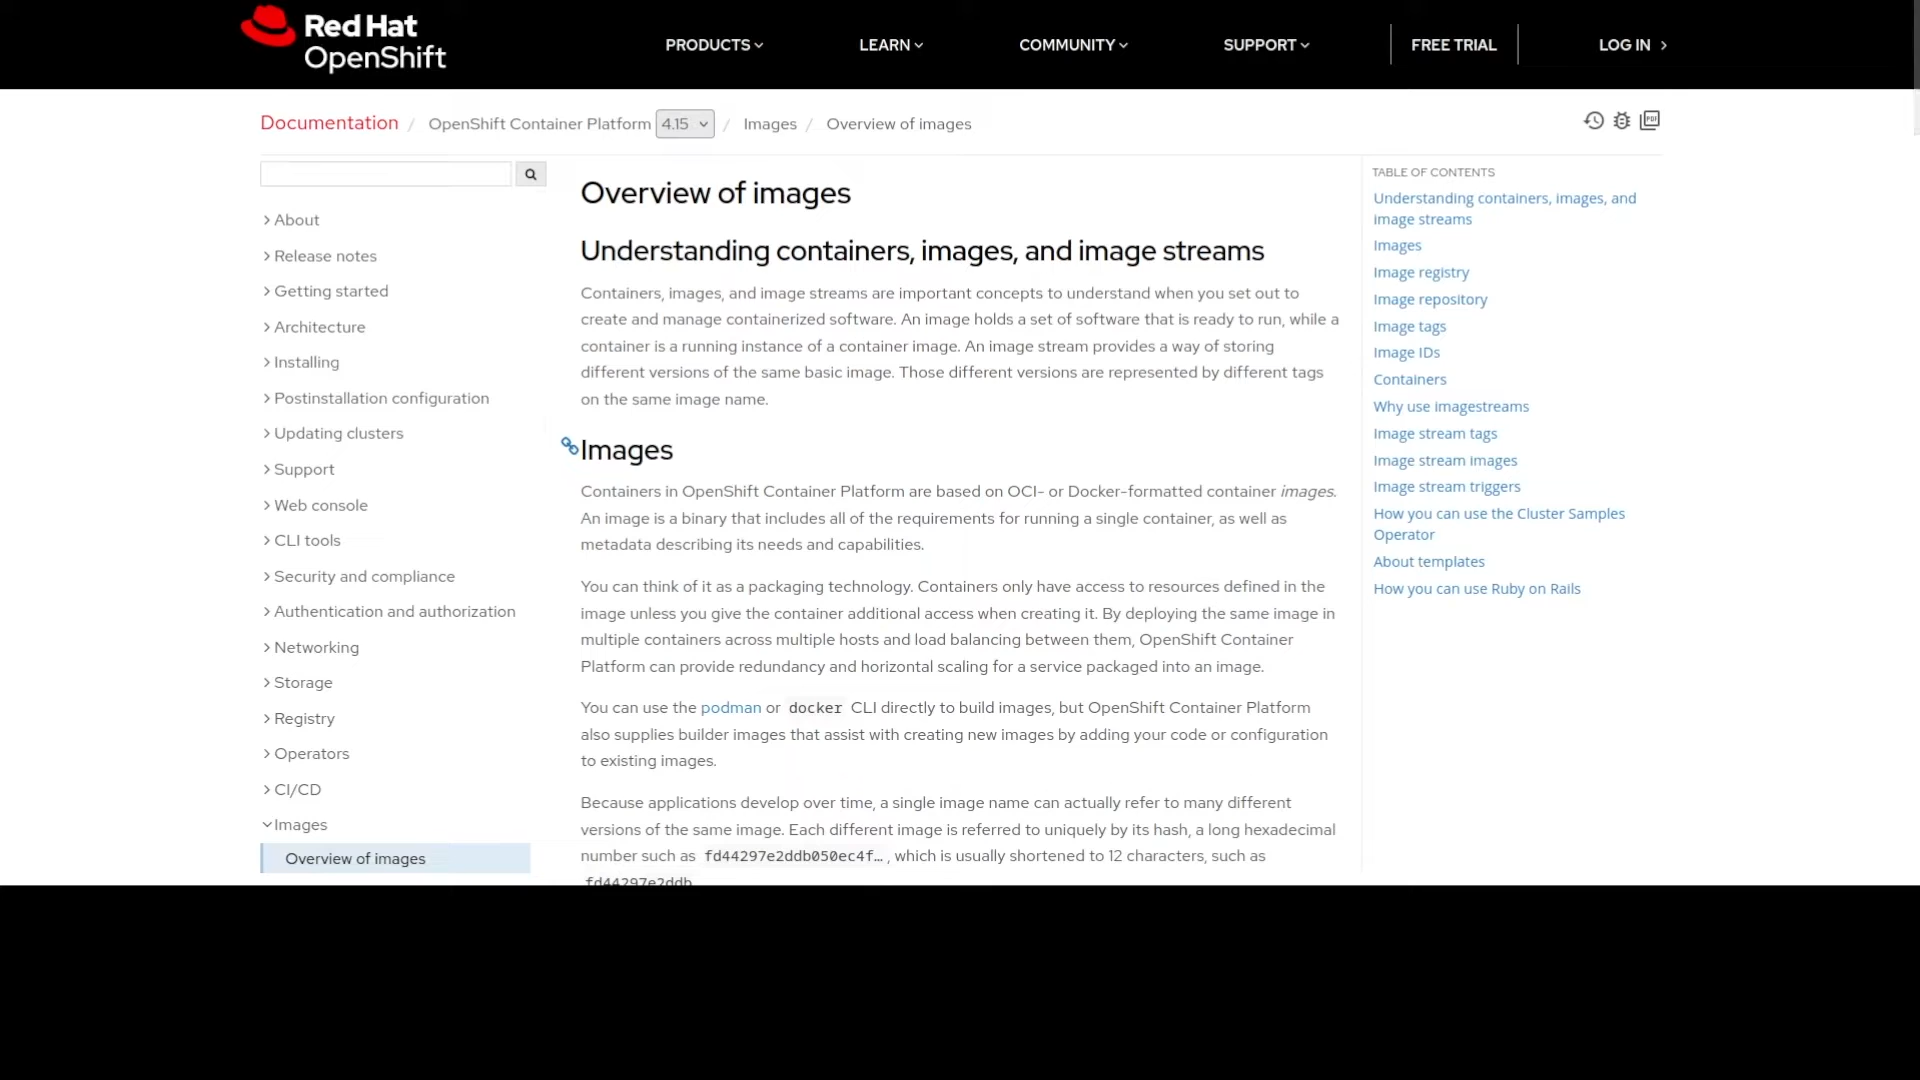 Red Hat
OpenShift
PRODUCTS
LEARN
COMMUNITY
SUPPORT
FREE TRIAL
LOG IN
Documentation / OpenShift Container Platform 4.15 / Images / Overview of images
About
Release notes
Getting started
Architecture
Installing
Postinstallation configuration
Updating clusters
Support
Web console
CLI tools
Security and compliance
Authentication and authorization
Networking
Storage
Registry
Operators
CI/CD
Images
Overview of images
Overview of images
Understanding containers, images, and image streams
Containers, images, and image streams are important concepts to understand when you set out to
create and manage containerized software. An image holds a set of software that is ready to run, while a
container is a running instance of a container image. An image stream provides a way of storing
different versions of the same basic image. Those different versions are represented by different tags
on the same image name.
Images
Containers in OpenShift Container Platform are based on OCI- or Docker-formatted container images.
An image is a binary that includes all of the requirements for running a single container, as well as
metadata describing its needs and capabilities.
You can think of it as a packaging technology. Containers only have access to resources defined in the
image unless you give the container additional access when creating it. By deploying the same image in
multiple containers across multiple hosts and load balancing between them, OpenShift Container
Platform can provide redundancy and horizontal scaling for a service packaged into an image.
You can use the podman or docker CLI directly to build images, but OpenShift Container Platform
also supplies builder images that assist with creating new images by adding your code or configuration
to existing images.
Because applications develop over time, a single image name can actually refer to many different
versions of the same image. Each different image is referred to uniquely by its hash, a long hexadecimal
number such as fd44297e2ddb050ec4f… , which is usually shortened to 12 characters, such as
fd44297e2ddb
TABLE OF CONTENTS
Understanding containers, images, and
image streams
Images
Image registry
Image repository
Image tags
Image IDs
Containers
Why use imagestreams
Image stream tags
Image stream images
Image stream triggers
How you can use the Cluster Samples
Operator
About templates
How you can use Ruby on Rails
PDF